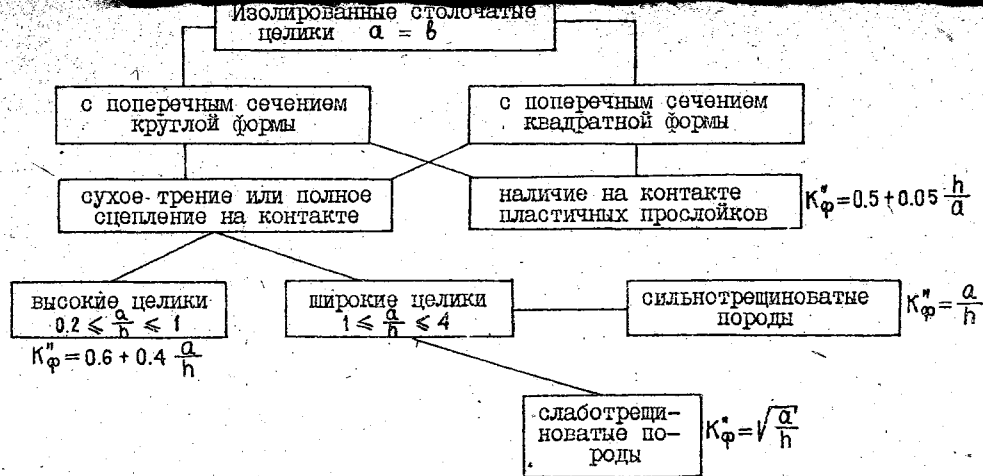 Изолированные столбчатые
целики a = b
с поперечным сечением
круглой формы
с поперечным сечением
квадратной формы
сухое трение или полное
сцепление на контакте
наличие на контакте
пластичных прослойков
K"ф = 0.5 + 0.05 h/a
высокие целики
0.2 ⩽ a/h ⩽ 1
K"ф = 0.6 + 0.4 a/h
широкие целики
1 ⩽ a/h ⩽ 4
сильнотрещиноватые
породы
K"ф = a/h
слаботрещи-
новатые по-
роды
K"ф = √a/h